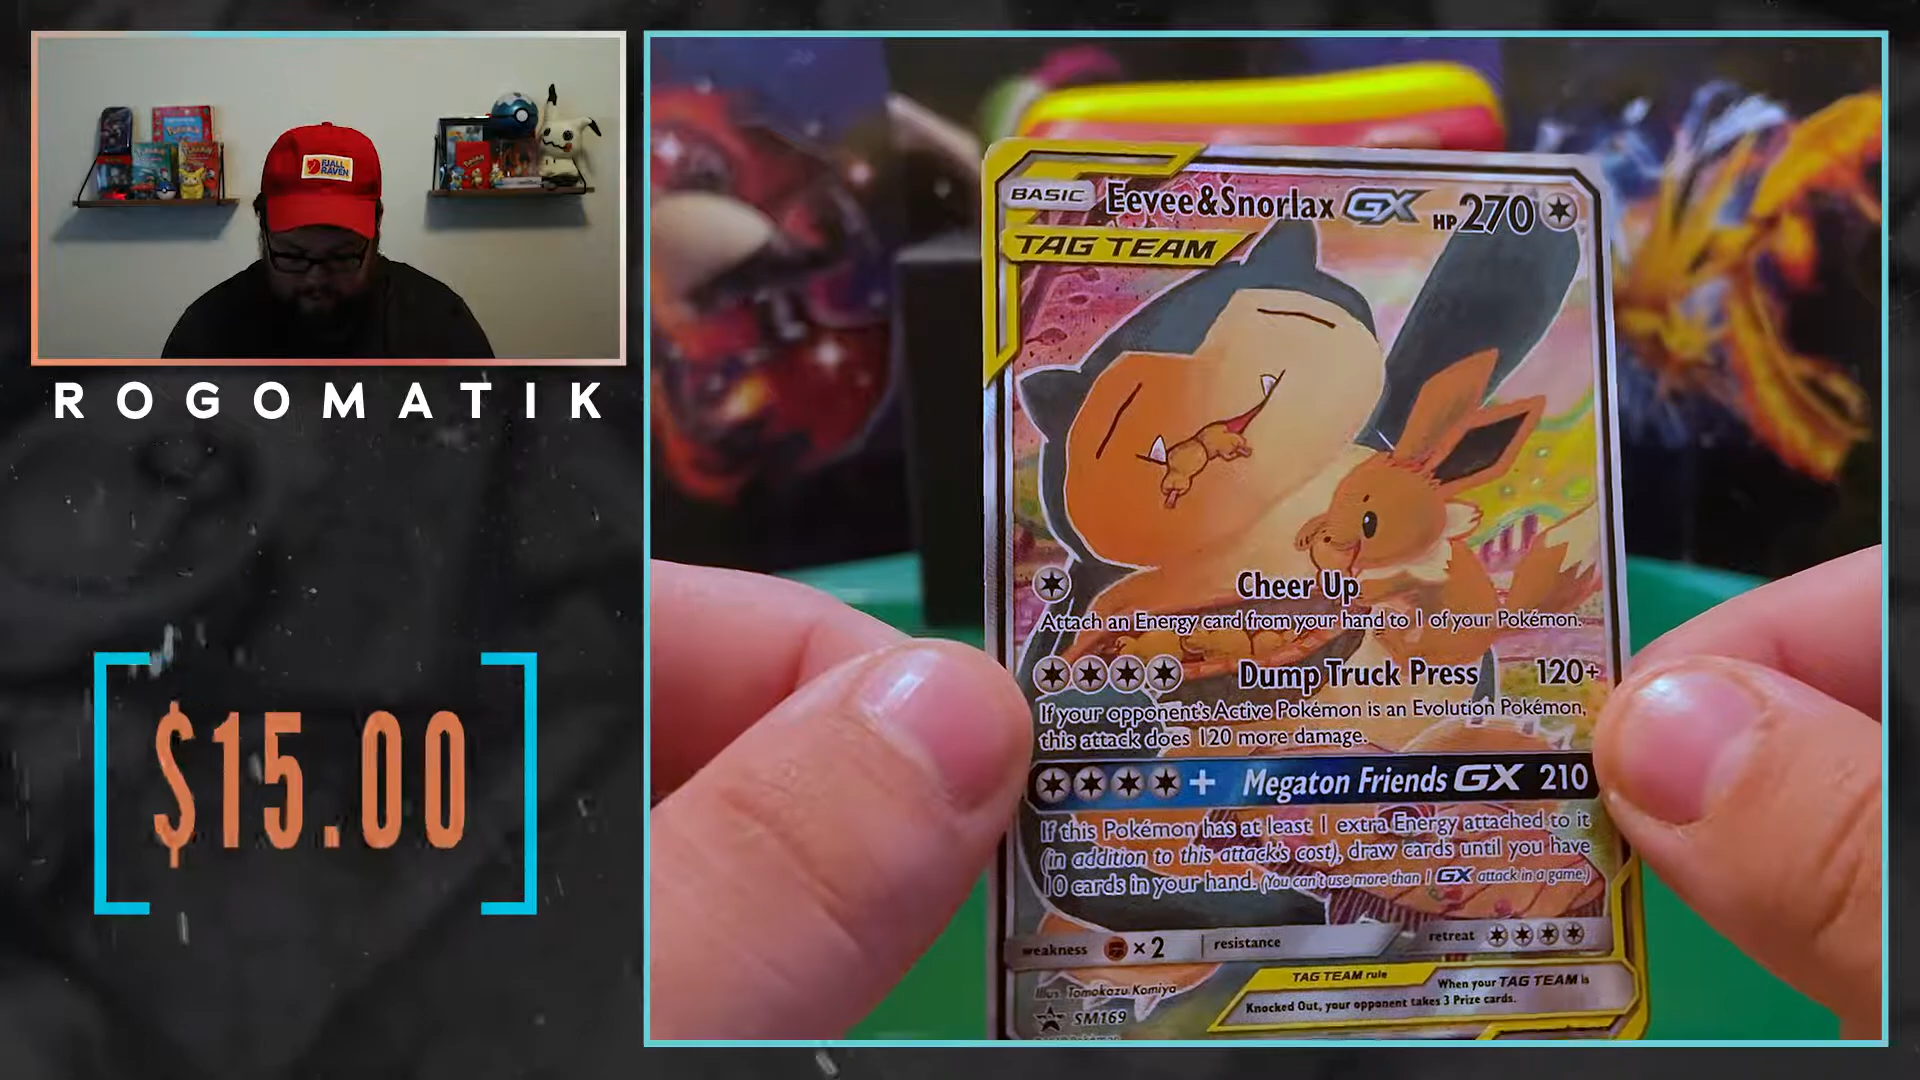 FJALL
RAVEN
ROGOMATIK
$15.00
BASIC Eevee&Snorlax GX HP270
TAG TEAM
Cheer Up
Attach an Energy card from your hand to 1 of your Pokémon.
Dump Truck Press 120+
If your opponent's Active Pokémon is an Evolution Pokémon,
this attack does 120 more damage.
+ Megaton Friends GX 210
If this Pokémon has at least 1 extra Energy attached to it
(in addition to this attack's cost), draw cards until you have
10 cards in your hand. (You can't use more than 1 GX attack in a game.)
weakness ×2 resistance retreat
TAG TEAM rule When your TAG TEAM is
Knocked Out, your opponent takes 3 Prize cards.
Illus. Tomokazu Komiya
SM169